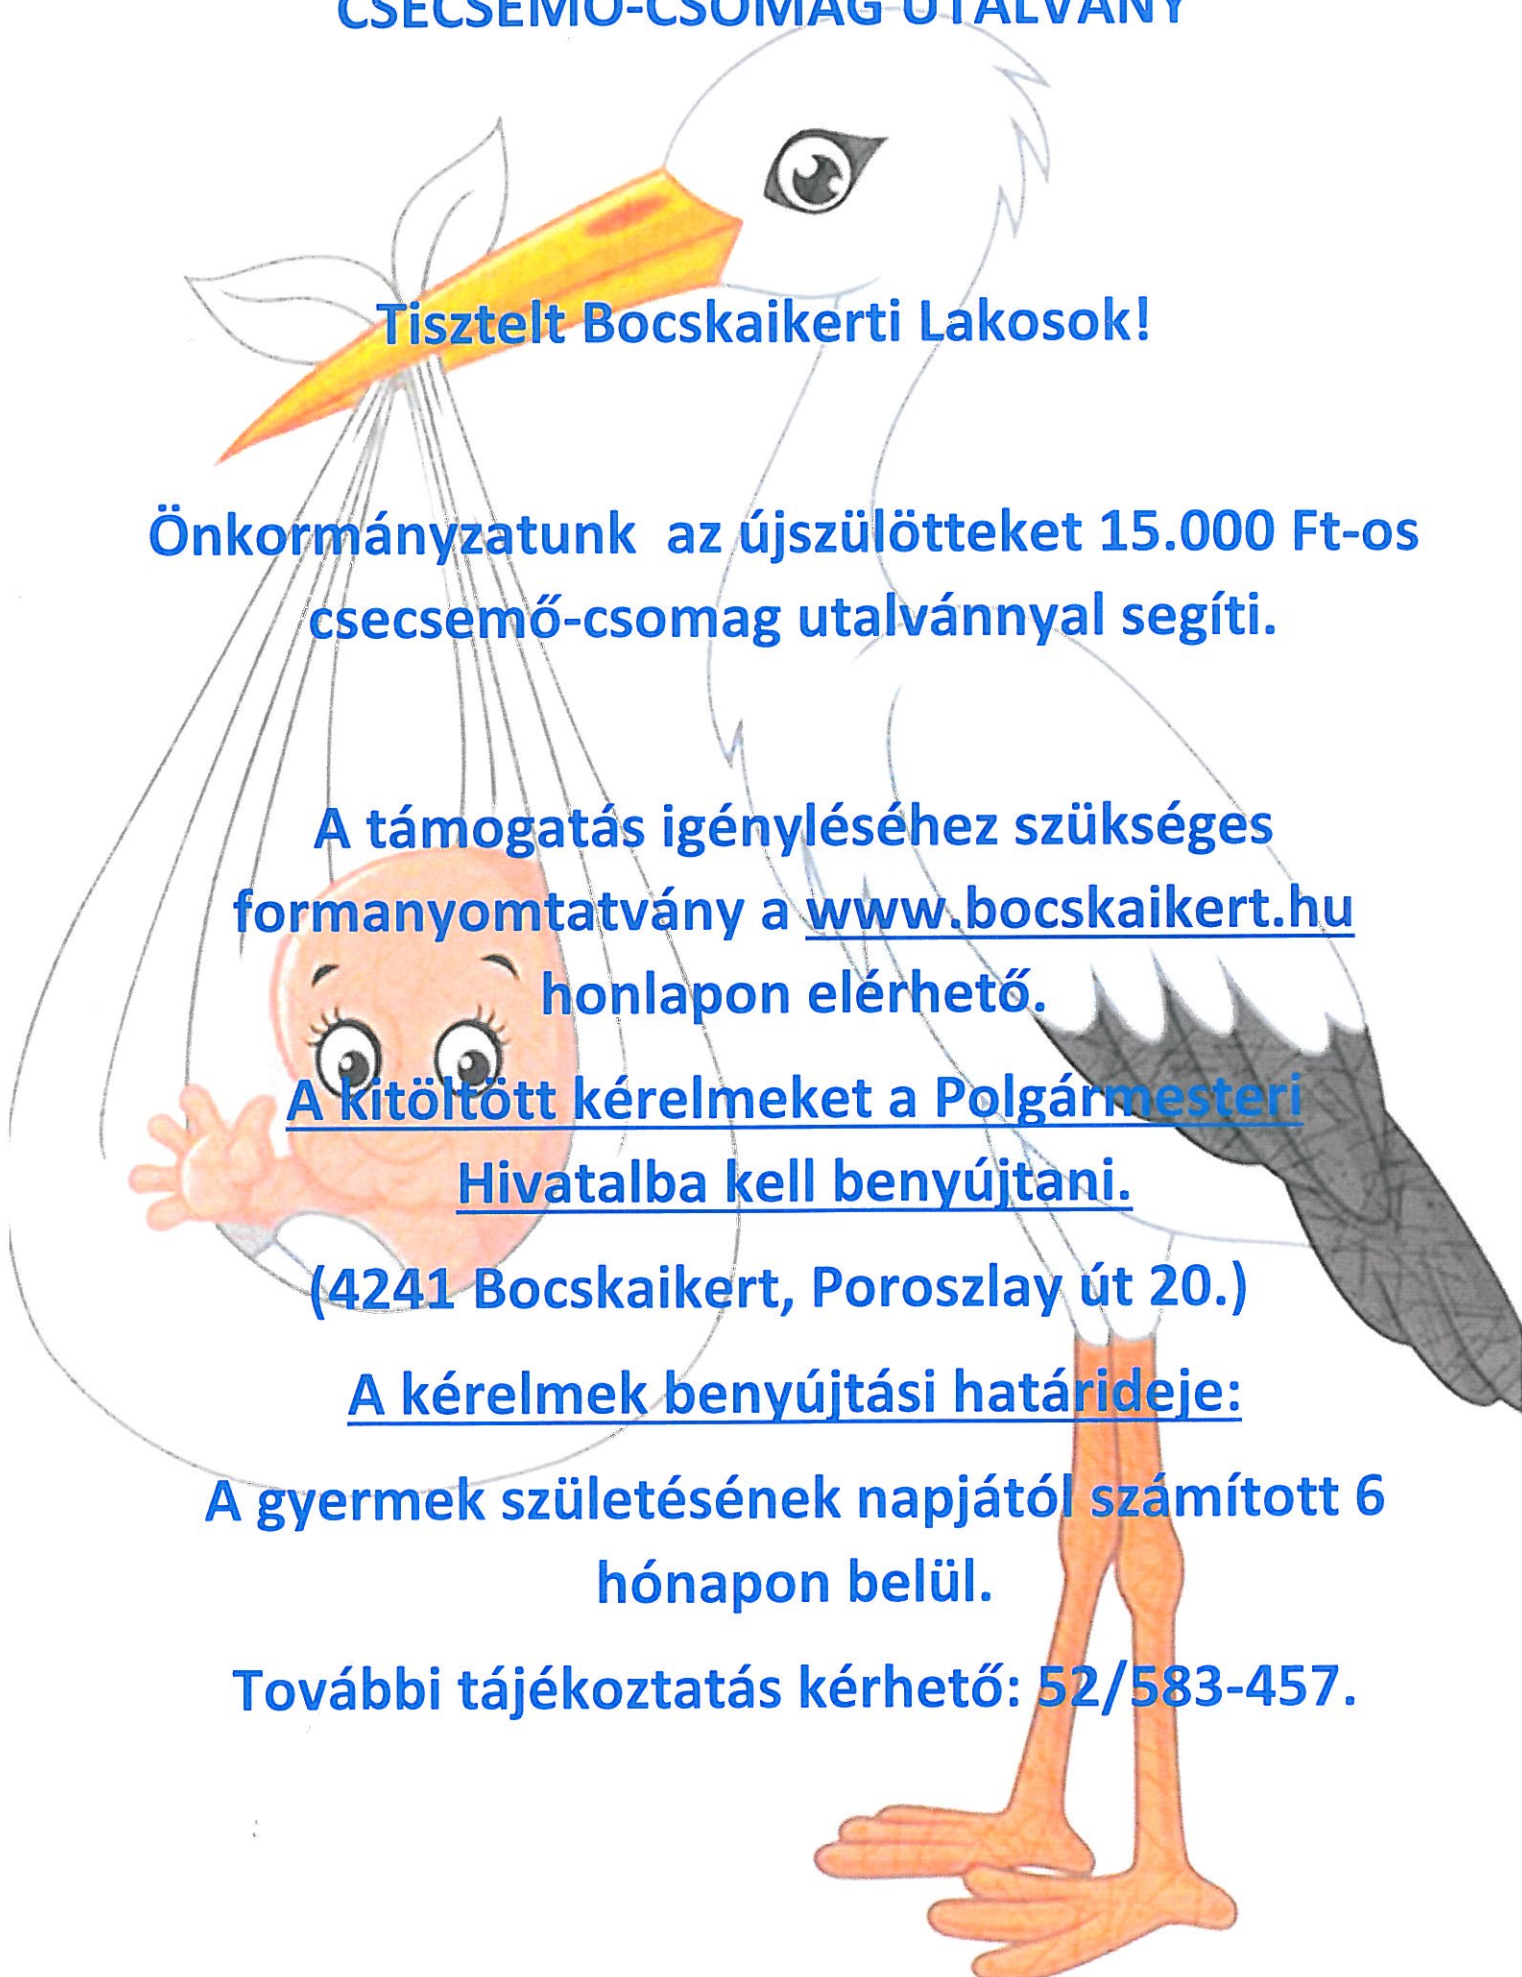 CSECSEMŐ-CSOMAG UTALVÁNY
Tisztelt Bocskaikerti Lakosok!
Önkormányzatunk az újszülötteket 15.000 Ft-os
csecsemő-csomag utalvánnyal segíti.
A támogatás igényléséhez szükséges
formanyomtatvány a www.bocskaikert.hu
honlapon elérhető.
A kitöltött kérelmeket a Polgármesteri
Hivatalba kell benyújtani.
(4241 Bocskaikert, Poroszlay út 20.)
A kérelmek benyújtási határideje:
A gyermek születésének napjától számított 6
hónapon belül.
További tájékoztatás kérhető: 52/583-457.